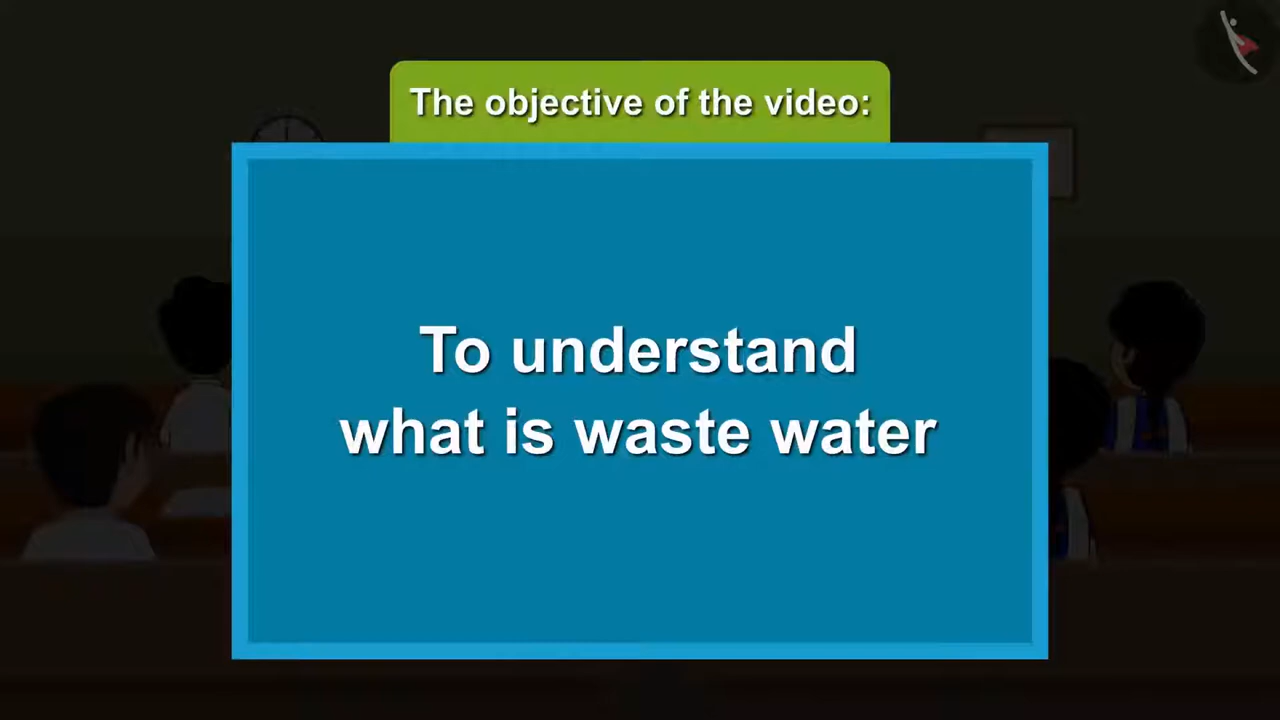 The objective of the video:
To understand
what is waste water